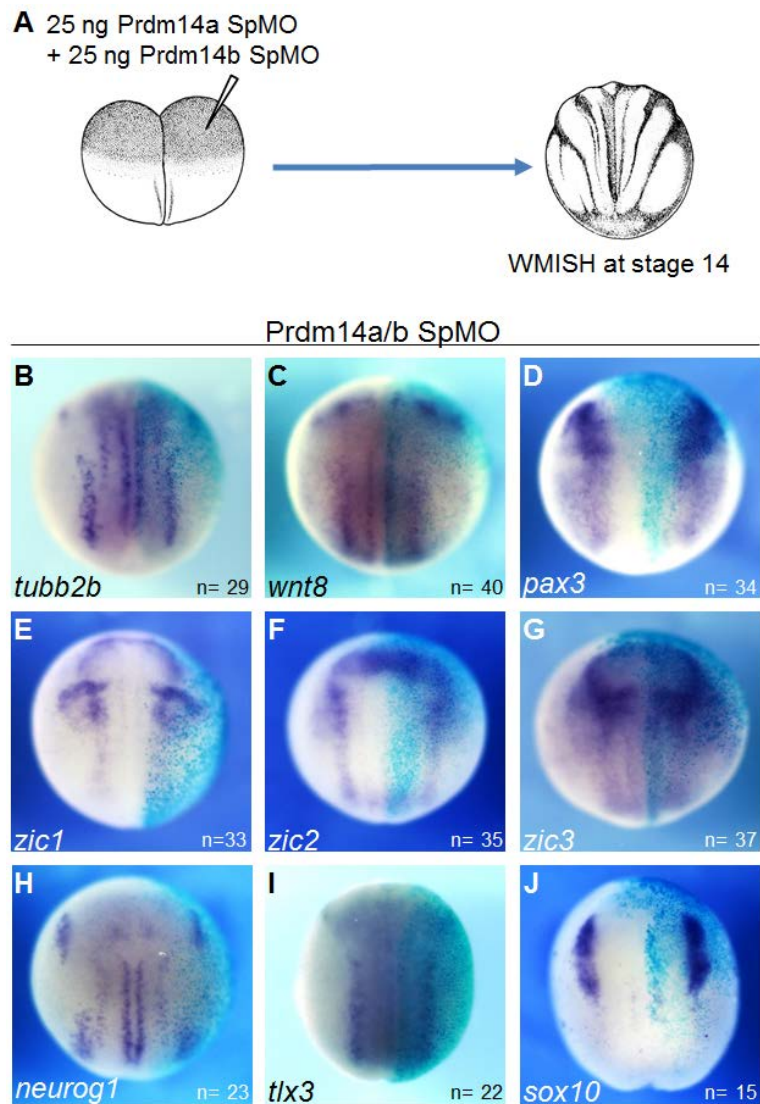 A 25 ng Prdm14a SpMO
+ 25 ng Prdm14b SpMO
WMISH at stage 14
Prdm14a/b SpMO
B
tubb2b
n= 29
C
wnt8
n= 40
D
pax3
n= 34
E
zic1
n=33
F
zic2
n= 35
G
zic3
n= 37
H
neurog1
n= 23
I
tlx3
n= 22
J
sox10
n= 15